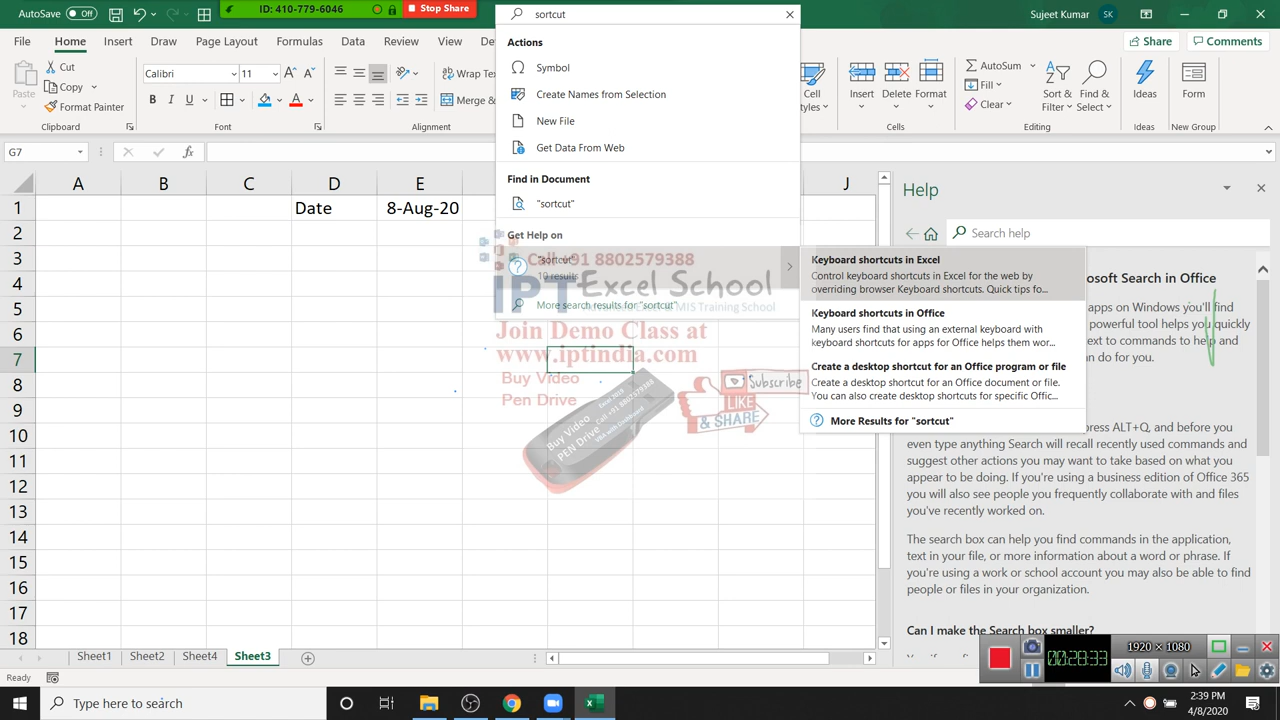 AutoSave Off
ID: 410-779-6046
Stop Share
sortcut
Sujeet Kumar SK
File Home Insert Draw Page Layout Formulas Data Review
Share Comments
Paste
Cut
Copy
Format Painter
Clipboard
Calibri 11
B I U
Font
Wrap
Merge &
Alignment
Cell Styles
Insert Delete Format
Cells
AutoSum
Fill
Clear
Sort & Filter
Find & Select
Editing
Ideas
Ideas
Form
New Group
Actions
Symbol
Create Names from Selection
New File
Get Data From Web
Find in Document
"sortcut"
Get Help on
"sortcut"
10 results
More search results for "sortcut"
Keyboard shortcuts in Excel
Control keyboard shortcuts in Excel for the web by
overriding browser Keyboard shortcuts. Quick tips fo...
Keyboard shortcuts in Office
Many users find that using an external keyboard with
keyboard shortcuts for apps for Office helps them wor...
Create a desktop shortcut for an Office program or file
Create a desktop shortcut for an Office document or file.
You can also create desktop shortcuts for specific Offic...
More Results for "sortcut"
G7
fx
A B C D E J
1 Date 8-Aug-20
2
3
4
5
6
7
8
9
10
11
12
13
14
15
16
17
18
Call +91 8802579388
IPT Excel School
& MIS Training School
Join Demo Class at
www.iptindia.com
Buy Video
Pen Drive
Buy Video
PEN Drive
Call +91 8802579388
Subscribe
LIKE
& SHARE
Help
Search help
osoft Search in Office
apps on Windows you'll find
powerful tool helps you quickly
ext to commands to help and
n do for you.
press ALT+Q, and before you
even type anything Search will recall recently used commands and
suggest other actions you may want to take based on what you
appear to be doing. If you're using a business edition of Office 365
you will also see people you frequently collaborate with and files
you've recently worked on.
The search box can help you find commands in the application,
text in your file, or more information about a word or phrase. If
you're using a work or school account you may also be able to find
people or files in your organization.
Can I make the Search box smaller?
Sheet1 Sheet2 Sheet4 Sheet3
Ready
1920 × 1080
00:28:33
Type here to search
2:39 PM
4/8/2020